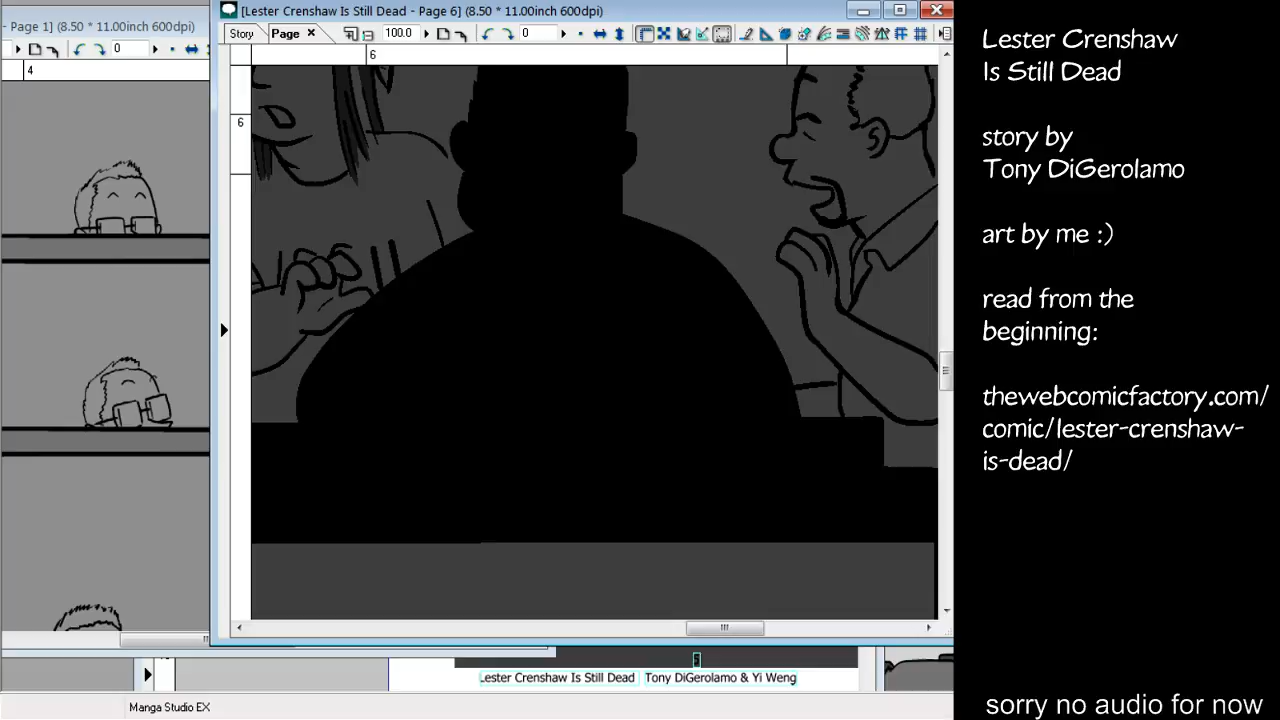 - Page 1] (8.50 * 11.00inch 600dpi)
0
4
[Lester Crenshaw Is Still Dead - Page 6] (8.50 * 11.00inch 600dpi)
Story
Page
100.0
0
6
6
5
Lester Crenshaw Is Still Dead
Tony DiGerolamo & Yi Weng
Manga Studio EX
Lester Crenshaw
Is Still Dead
story by
Tony DiGerolamo
art by me :)
read from the
beginning:
thewebcomicfactory.com/
comic/lester-crenshaw-
is-dead/
sorry no audio for now